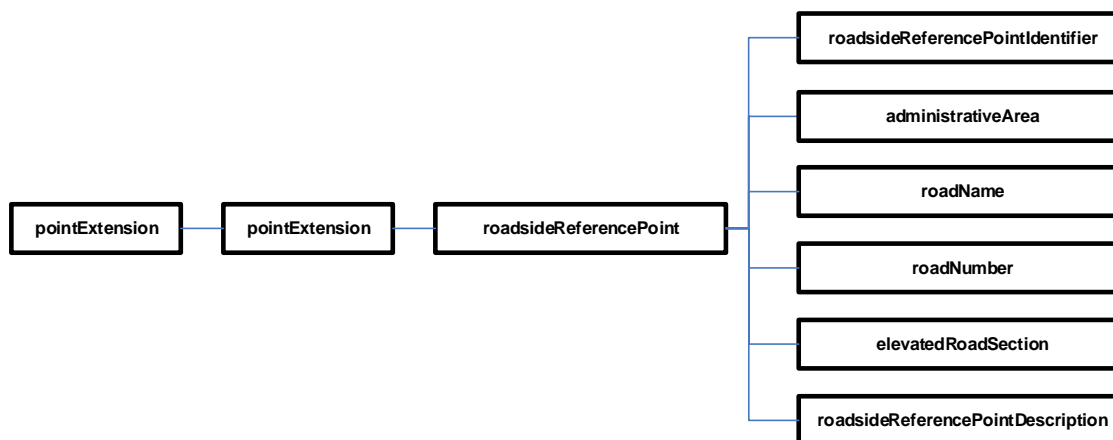 roadsideReferencePointIdentifier
administrativeArea
roadName
pointExtension
pointExtension
roadsideReferencePoint
roadNumber
elevatedRoadSection
roadsideReferencePointDescription